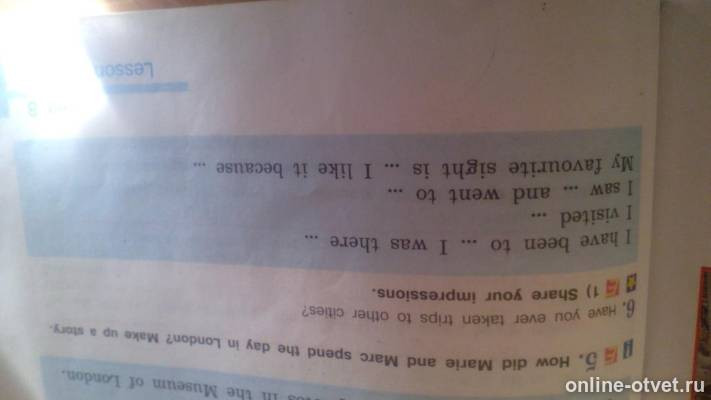 in the Museum of London.
5. How did Marie and Marc spend the day in London? Make up a story.
6. Have you ever taken trips to other cities?
1) Share your impressions.
I have been to ... I was there ...
I visited ...
I saw ... and went to ...
My favourite sight is ... I like it because ...
8
Lesson
online-otvet.ru